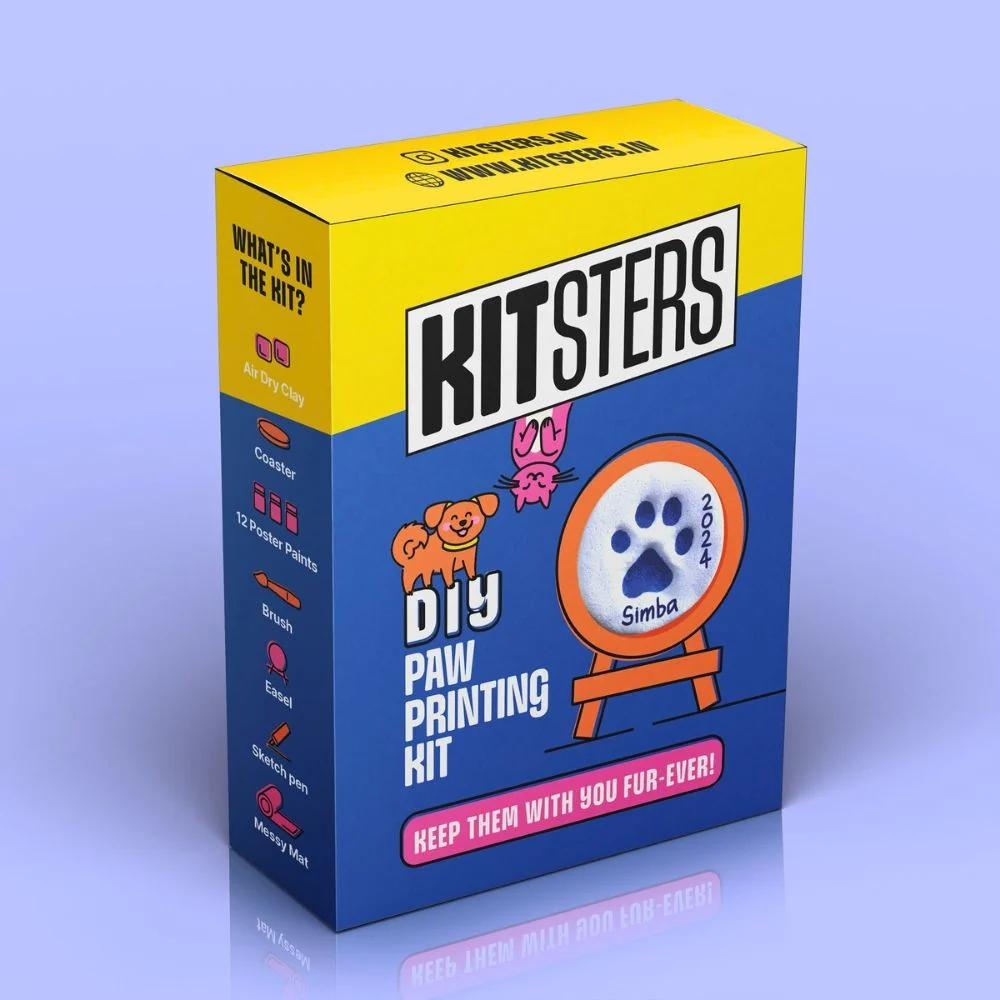 KITSTERS.IN
WWW.KITSTERS.IN
WHAT'S IN
THE KIT?
Air Dry Clay
Coaster
12 Poster Paints
Brush
Easel
Sketch pen
Messy Mat
KITSTERS
2024
Simba
DIY
PAW
PRINTING
KIT
KEEP THEM WITH YOU FUR-EVER!